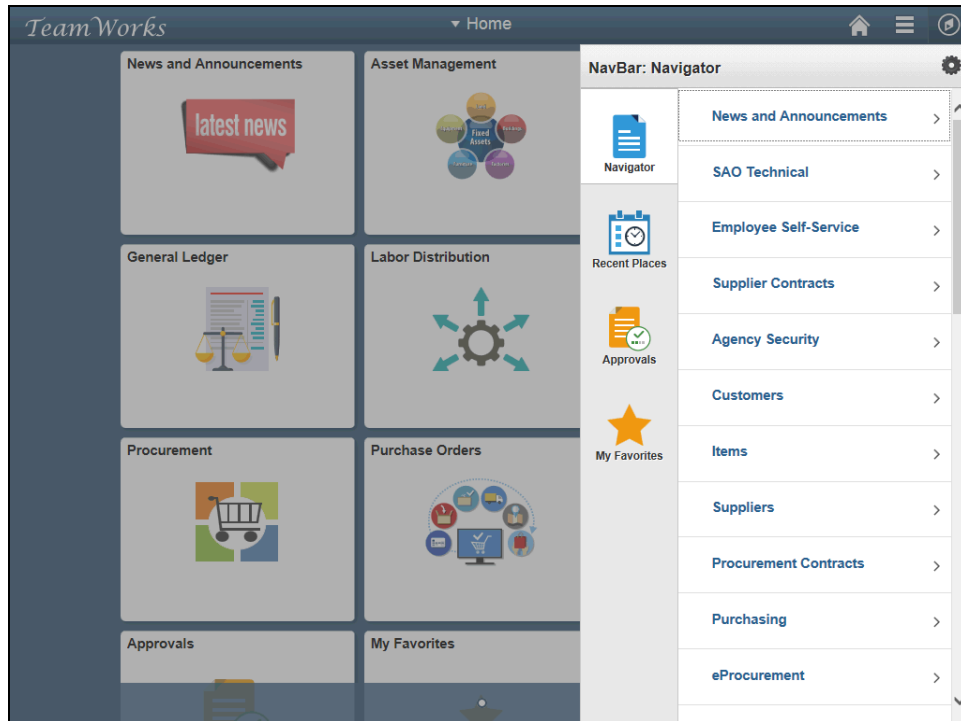 TeamWorks
Home
News and Announcements
Asset Management
latest news
Fixed
Assets
General Ledger
Labor Distribution
Procurement
Purchase Orders
Approvals
My Favorites
NavBar: Navigator
Navigator
Recent Places
Approvals
My Favorites
News and Announcements
SAO Technical
Employee Self-Service
Supplier Contracts
Agency Security
Customers
Items
Suppliers
Procurement Contracts
Purchasing
eProcurement